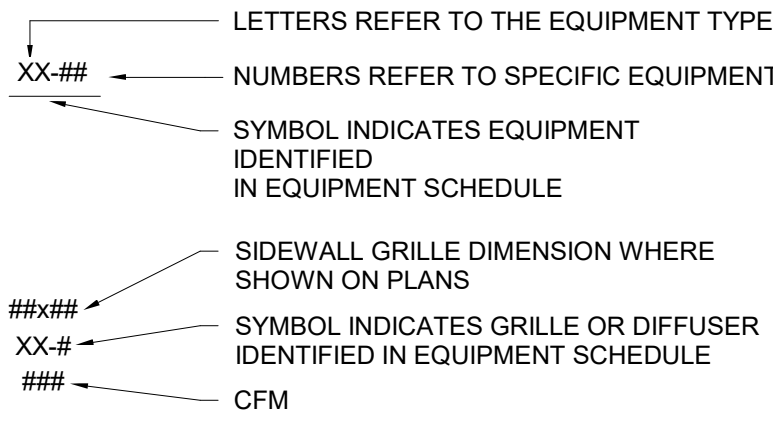 LETTERS REFER TO THE EQUIPMENT TYPE
XX-##
NUMBERS REFER TO SPECIFIC EQUIPMENT
SYMBOL INDICATES EQUIPMENT
IDENTIFIED
IN EQUIPMENT SCHEDULE
SIDEWALL GRILLE DIMENSION WHERE
SHOWN ON PLANS
##x##
XX-#
SYMBOL INDICATES GRILLE OR DIFFUSER
IDENTIFIED IN EQUIPMENT SCHEDULE
###
CFM